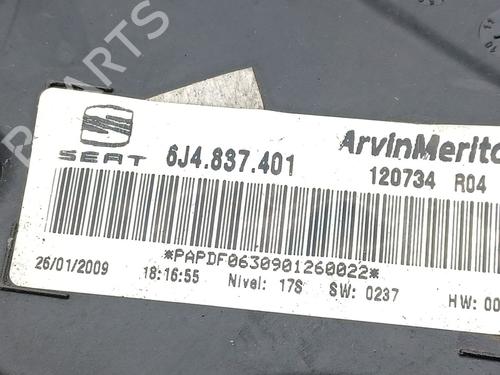 PARTS
SEAT 6J4.837.401 ArvinMerito
120734 R04
*PAPDF0630901260022*
26/01/2009 18:16:55 Nivel: 17S SW: 0237 HW: 00